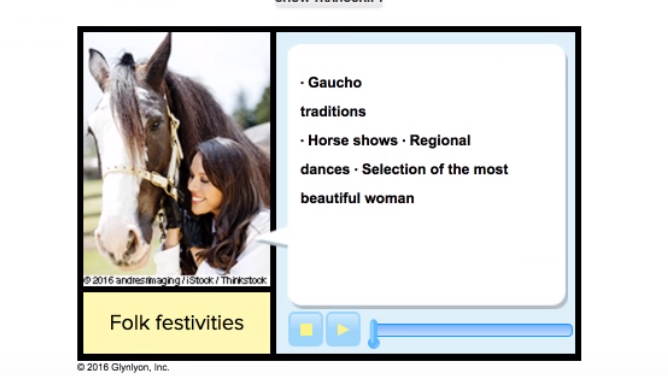 SHOW TRANSCRIPT
· Gaucho
traditions
· Horse shows · Regional
dances · Selection of the most
beautiful woman
© 2016 andresrimaging / iStock / Thinkstock
Folk festivities
© 2016 Glynlyon, Inc.